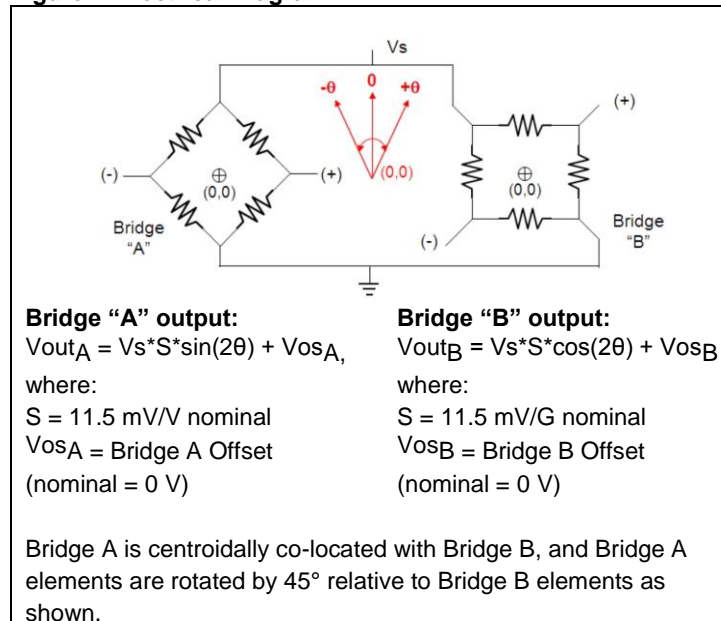 Vs
-θ 0 +θ
(+)
(-) (0,0) (+) (0,0) (0,0)
Bridge "A"
(-)
Bridge "B"
Bridge “A” output:
VoutA = Vs*S*sin(2θ) + VosA,
where:
S = 11.5 mV/V nominal
VosA = Bridge A Offset
(nominal = 0 V)
Bridge “B” output:
VoutB = Vs*S*cos(2θ) + VosB
where:
S = 11.5 mV/G nominal
VosB = Bridge B Offset
(nominal = 0 V)
Bridge A is centroidally co-located with Bridge B, and Bridge A
elements are rotated by 45° relative to Bridge B elements as
shown.